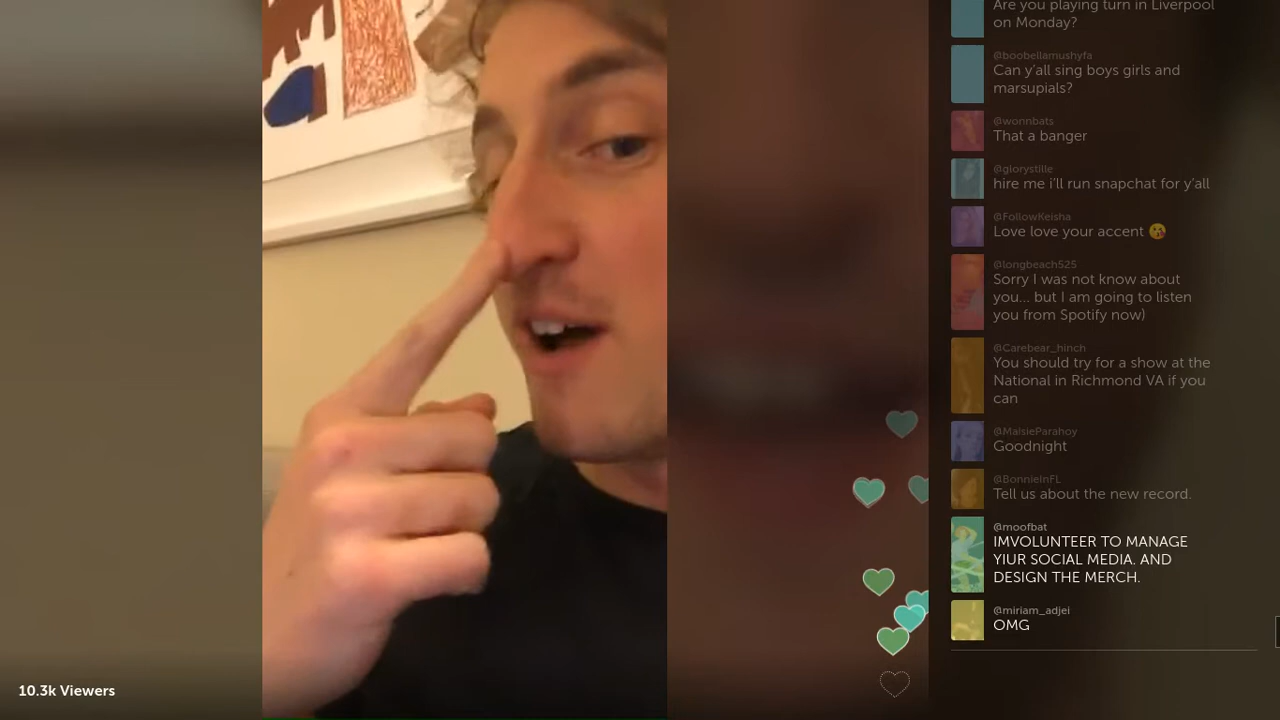 Are you playing turn in Liverpool
on Monday?
@boobellamushyfa
Can y'all sing boys girls and
marsupials?
@wonnbats
That a banger
@glorystille
hire me i'll run snapchat for y'all
@FollowKeisha
Love love your accent 😘
@longbeach525
Sorry I was not know about
you... but I am going to listen
you from Spotify now)
@Carebear_hinch
You should try for a show at the
National in Richmond VA if you
can
@MaisieParahoy
Goodnight
@BonnieInFL
Tell us about the new record.
@moofbat
IMVOLUNTEER TO MANAGE
YIUR SOCIAL MEDIA. AND
DESIGN THE MERCH.
@miriam_adjei
OMG
10.3k Viewers